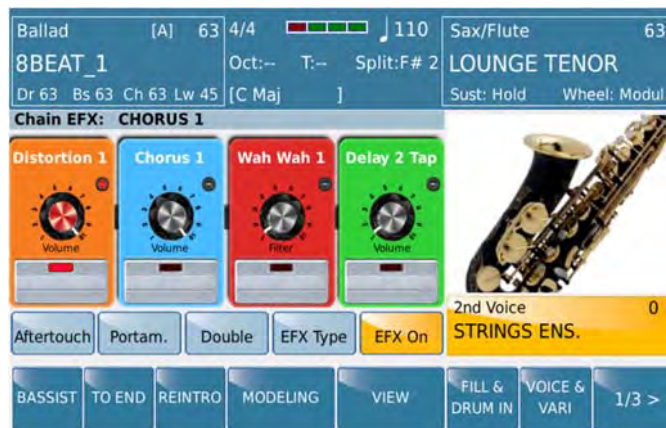 Ballad [A] 63
8BEAT_1
Dr 63 Bs 63 Ch 63 Lw 45
4/4 110
Oct:-- T:-- Split:F# 2
[C Maj ]
Sax/Flute 63
LOUNGE TENOR
Sust: Hold Wheel: Modul
Chain EFX: CHORUS 1
Distortion 1
Volume
Chorus 1
Volume
Wah Wah 1
Filter
Delay 2 Tap
Volume
2nd Voice 0
STRINGS ENS.
Aftertouch
Portam.
Double
EFX Type
EFX On
BASSIST
TO END
REINTRO
MODELING
VIEW
FILL &
DRUM IN
VOICE &
VARI
1/3 >